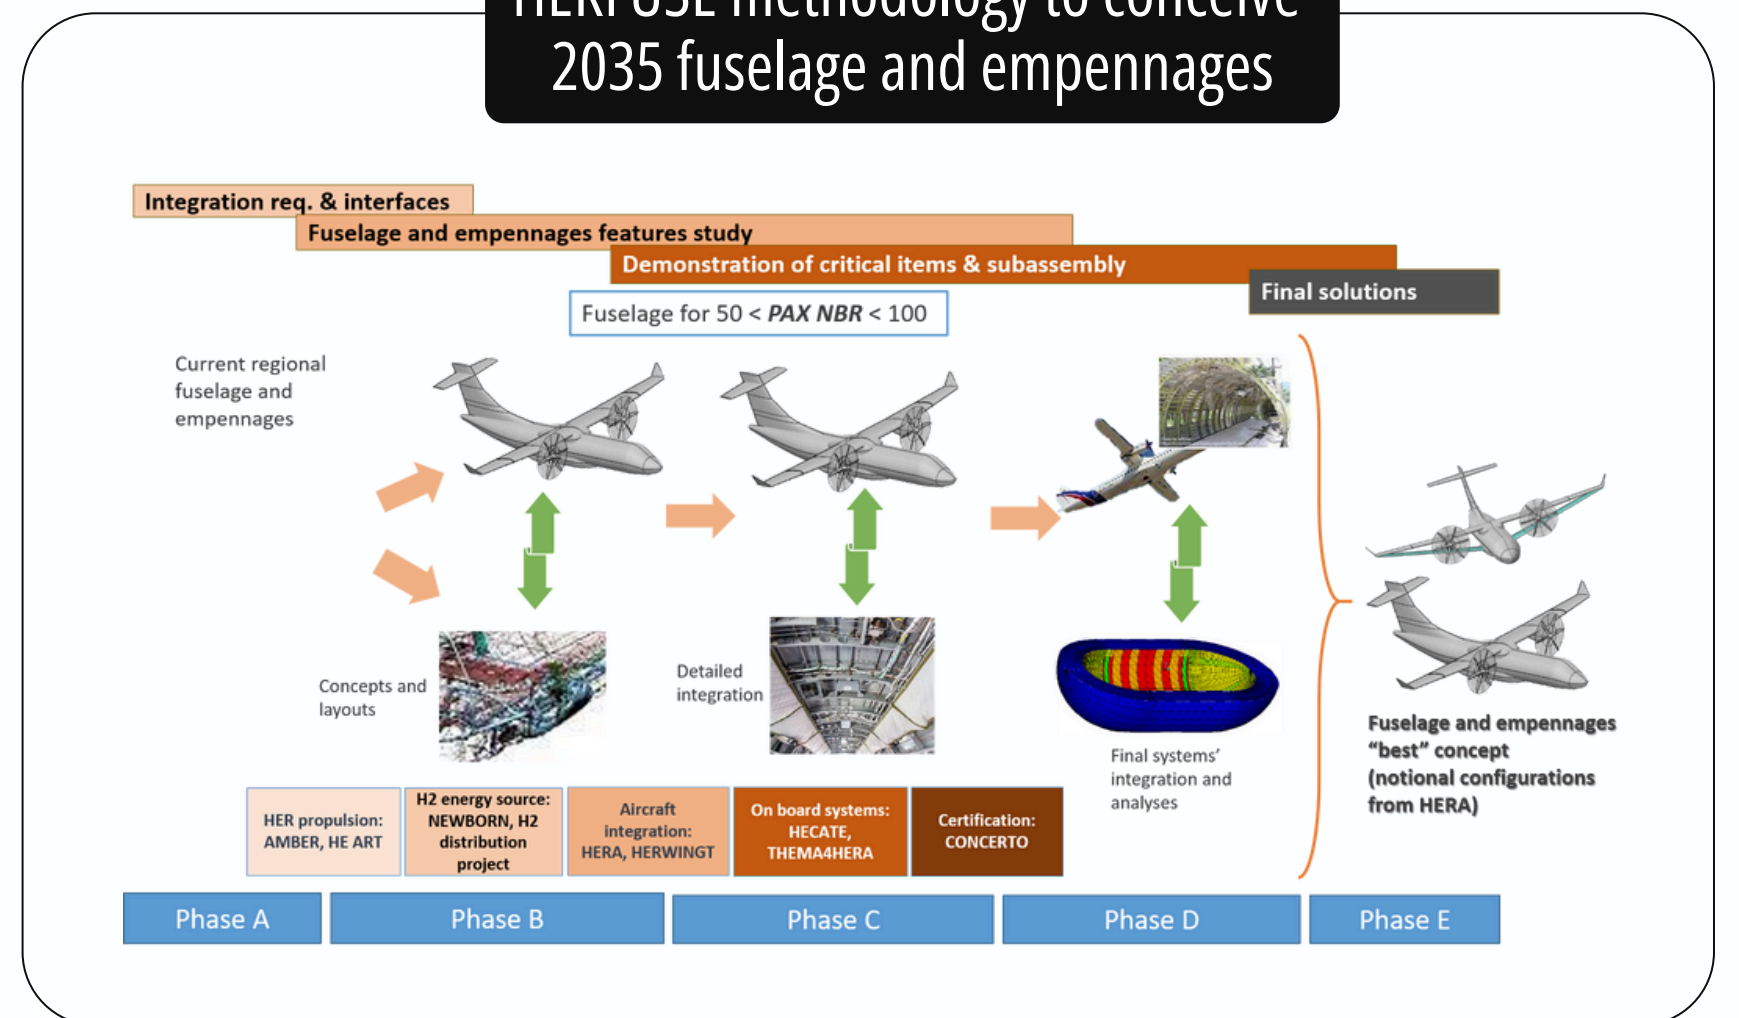 HERFUSE methodology to conceive
2035 fuselage and empennages
Integration req. & interfaces
Fuselage and empennages features study
Demonstration of critical items & subassembly
Final solutions
Fuselage for 50 < PAX NBR < 100
Current regional
fuselage and
empennages
Concepts and
layouts
Detailed
integration
Final systems’
integration and
analyses
Fuselage and empennages
“best” concept
(notional configurations
from HERA)
HER propulsion:
AMBER, HE ART
H2 energy source:
NEWBORN, H2
distribution
project
Aircraft
integration:
HERA, HERWINGT
On board systems:
HECATE,
THEMA4HERA
Certification:
CONCERTO
Phase A
Phase B
Phase C
Phase D
Phase E